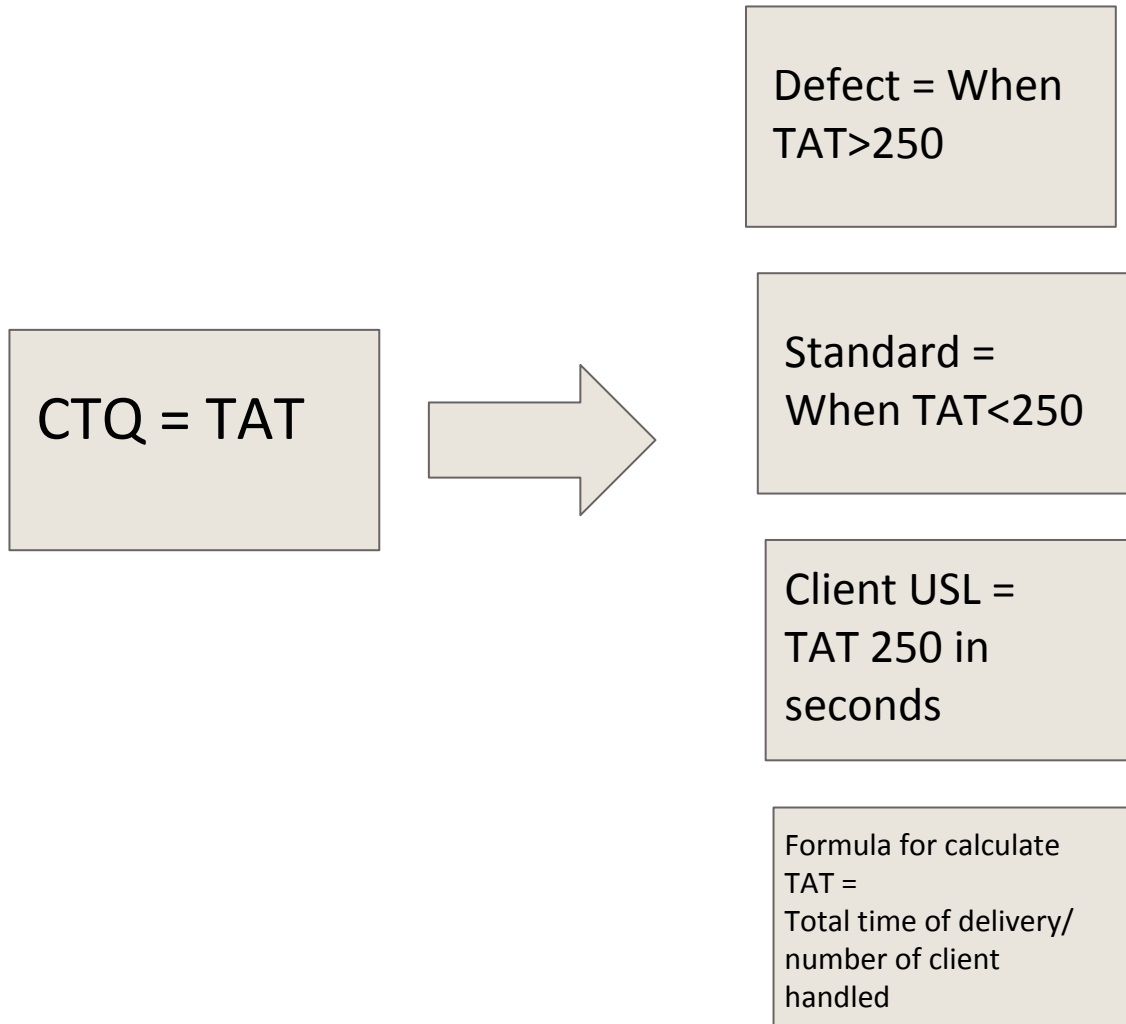 CTQ = TAT
Defect = When
TAT>250
Standard =
When TAT<250
Client USL =
TAT 250 in
seconds
Formula for calculate
TAT =
Total time of delivery/
number of client
handled